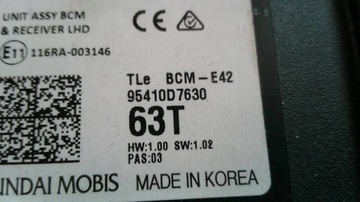 UNIT ASSY BCM
& RECEIVER LHD
CE
E11 116RA-003146
TLe BCM-E42
95410D7630
63T
HW:1.00 SW:1.02
PAS:03
NDAI MOBIS MADE IN KOREA